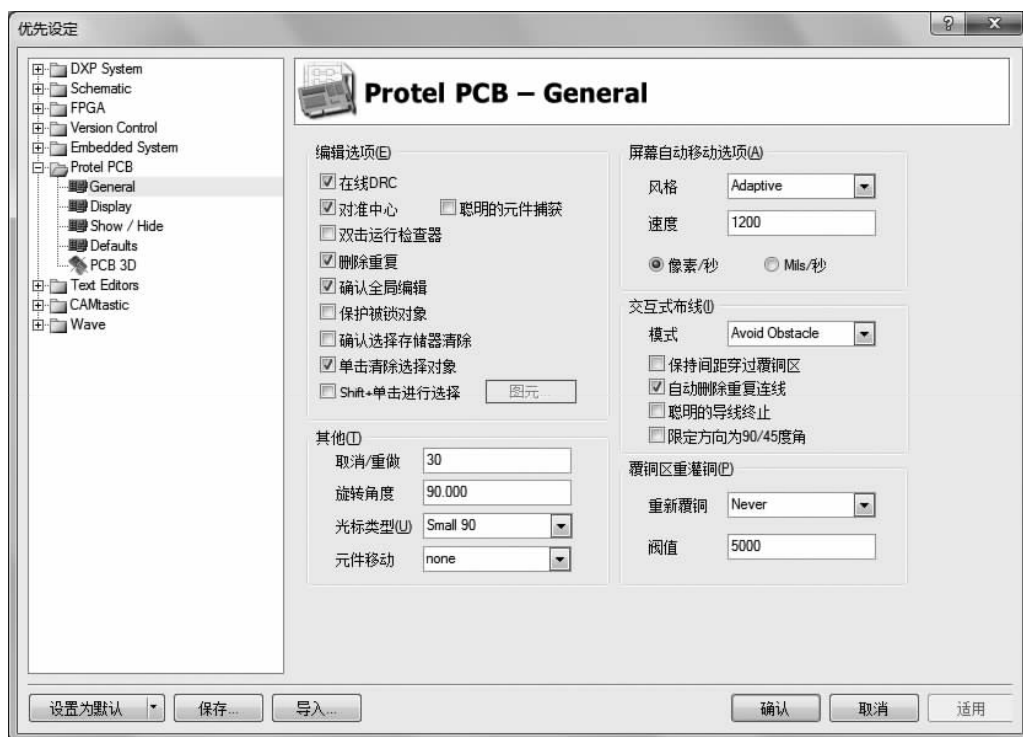 优先设定
DXP System
Schematic
FPGA
Version Control
Embedded System
Protel PCB
General
Display
Show / Hide
Defaults
PCB 3D
Text Editors
CAMtastic
Wave
Protel PCB – General
编辑选项(E)
在线DRC
对准中心 聪明的元件捕获
双击运行检查器
删除重复
确认全局编辑
保护被锁对象
确认选择存储器清除
单击清除选择对象
Shift+单击进行选择 图元...
其他(T)
取消/重做 30
旋转角度 90.000
光标类型(U) Small 90
元件移动 none
屏幕自动移动选项(A)
风格 Adaptive
速度 1200
像素/秒 Mils/秒
交互式布线(I)
模式 Avoid Obstacle
保持间距穿过覆铜区
自动删除重复连线
聪明的导线终止
限定方向为90/45度角
覆铜区重灌铜(P)
重新覆铜 Never
阀值 5000
设置为默认 保存... 导入... 确认 取消 适用